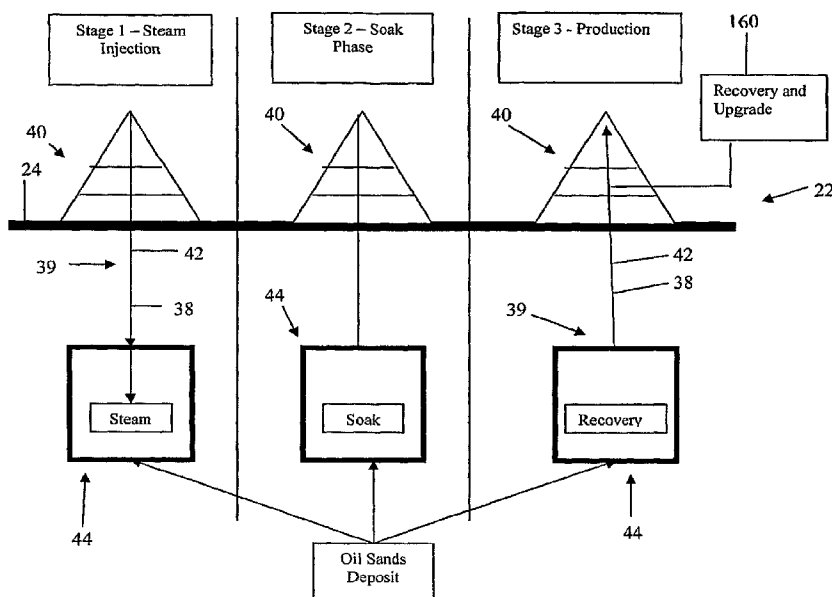 Stage 1 – Steam
Injection
Stage 2 – Soak
Phase
Stage 3 - Production
160
Recovery and
Upgrade
40
40
40
24
22
42
39
38
44
42
38
39
Steam
Soak
Recovery
44
44
Oil Sands
Deposit